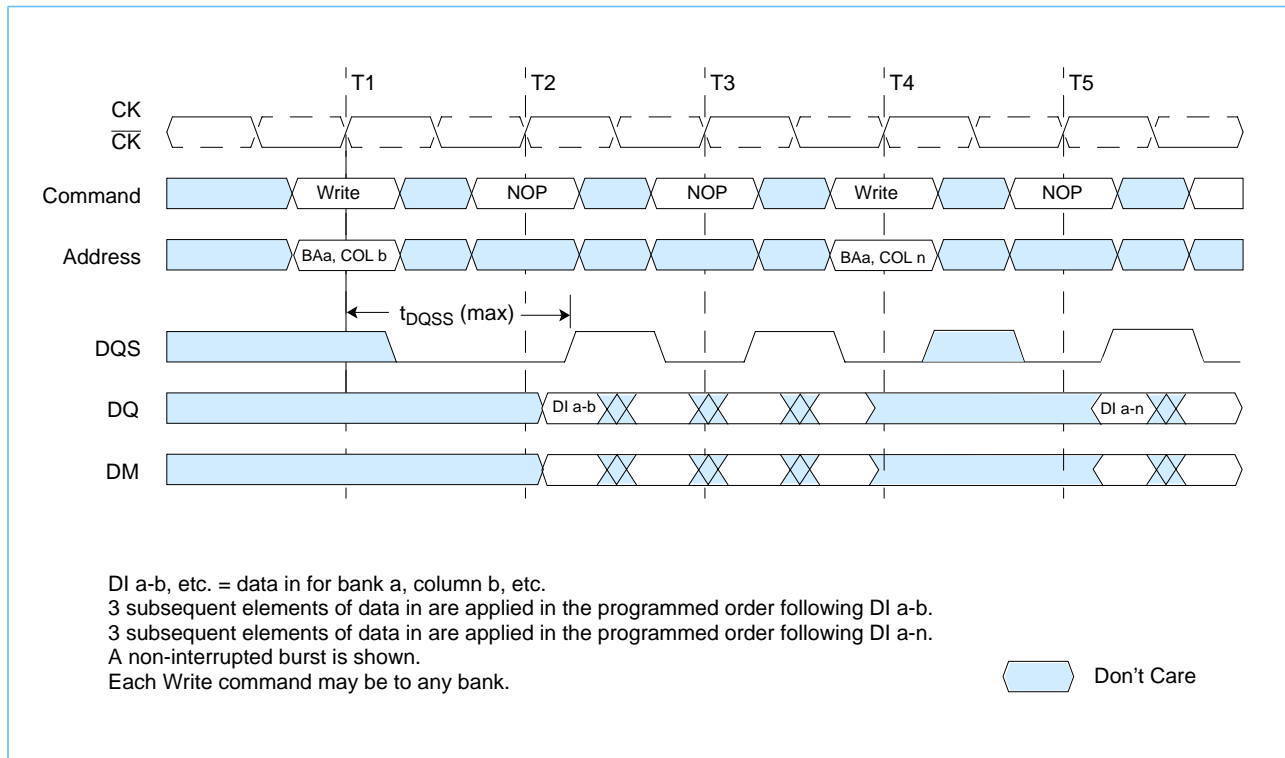 T1 T2 T3 T4 T5
CK
CK
Command Write NOP NOP Write NOP
Address BAa, COL b BAa, COL n
tDQSS (max)
DQS
DQ DI a-b DI a-n
DM
DI a-b, etc. = data in for bank a, column b, etc.
3 subsequent elements of data in are applied in the programmed order following DI a-b.
3 subsequent elements of data in are applied in the programmed order following DI a-n.
A non-interrupted burst is shown.
Each Write command may be to any bank.
Don't Care